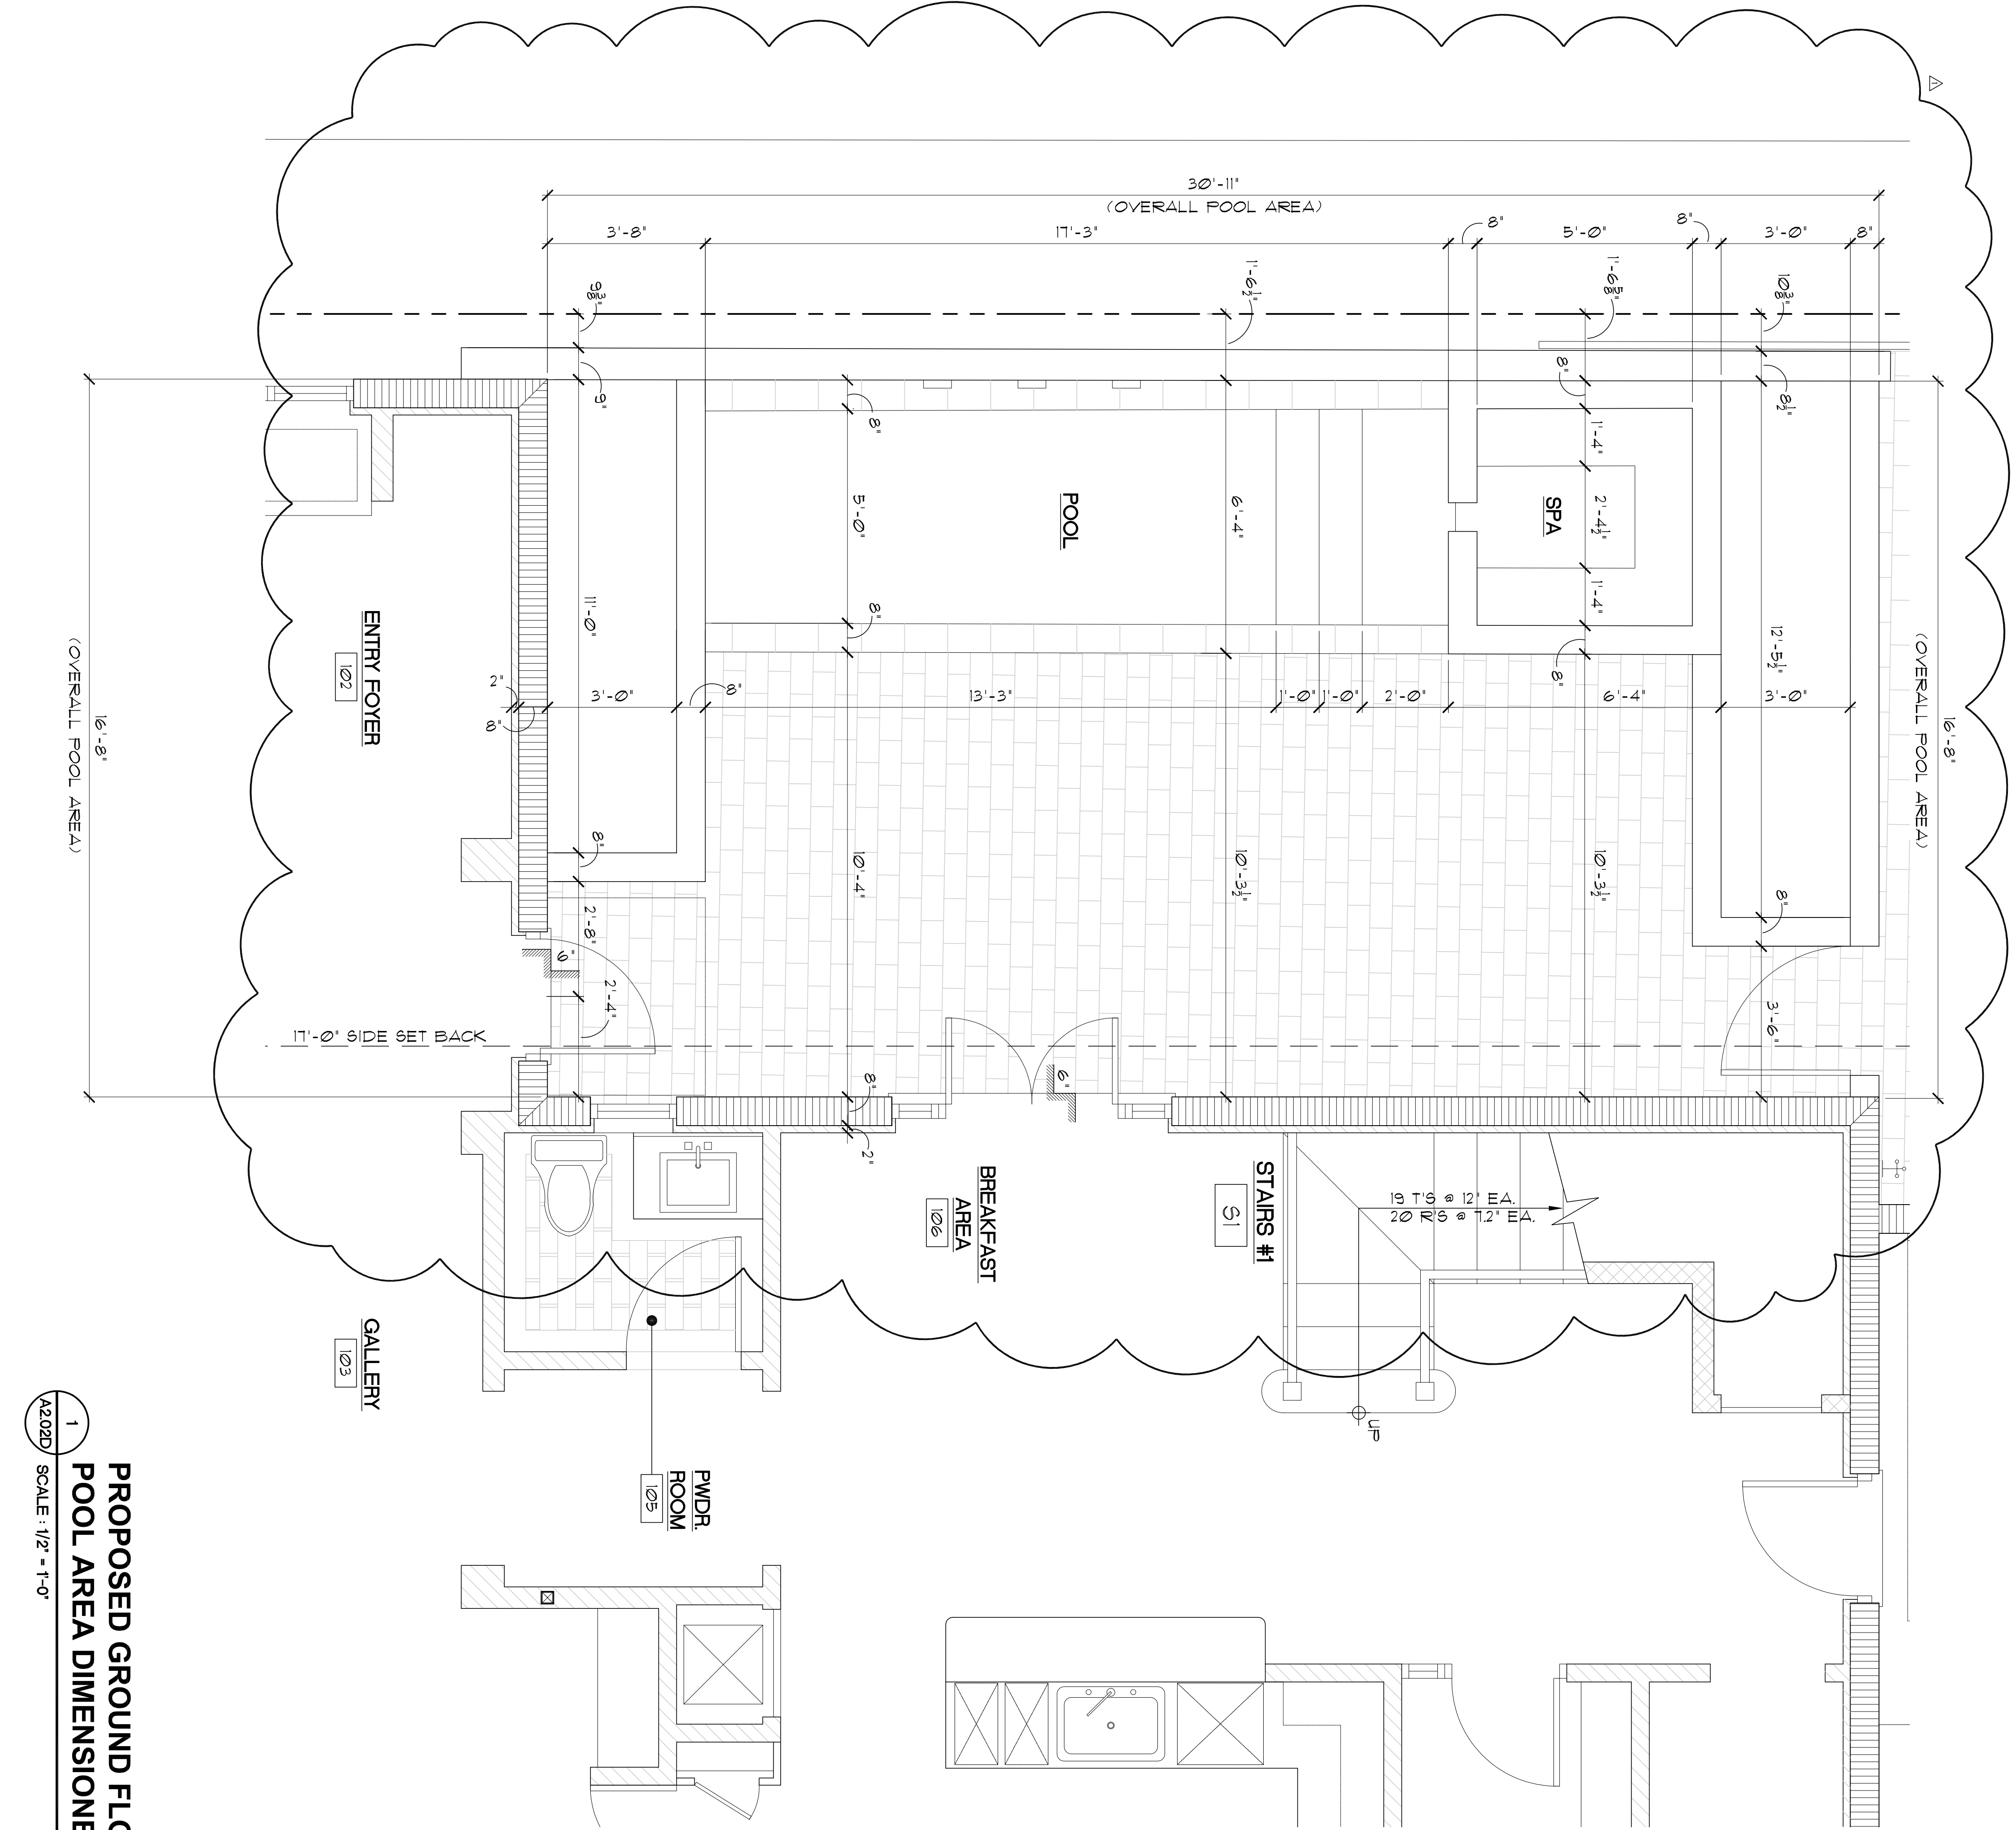 1
30'-11"
(OVERALL POOL AREA)
3'-8"
17'-3"
8"
5'-0"
8"
3'-0"
8"
9 3/8"
1'-6 1/2"
1'-6 5/8"
10 3/8"
9"
8"
8"
8 1/2"
1'-4"
5'-0"
6'-4"
2'-4 1/2"
POOL
SPA
11'-0"
8"
1'-4"
12'-5 1/2"
ENTRY FOYER
102
16'-8"
(OVERALL POOL AREA)
16'-8"
(OVERALL POOL AREA)
2"
8"
3'-0"
8"
13'-3"
1'-0"
1'-0"
2'-0"
8"
6'-4"
3'-0"
8"
10'-4"
10'-3 1/2"
10'-3 1/2"
8"
2'-8"
6"
2'-4"
3'-6"
17'-0" SIDE SET BACK
8"
2"
6"
BREAKFAST
AREA
106
STAIRS #1
S1
19 T'S @ 12" EA.
20 R'S @ 7.2" EA.
UP
GALLERY
103
PWDR.
ROOM
105
1
A2.02D
PROPOSED GROUND FLO
POOL AREA DIMENSIONE
SCALE : 1/2" = 1'-0"